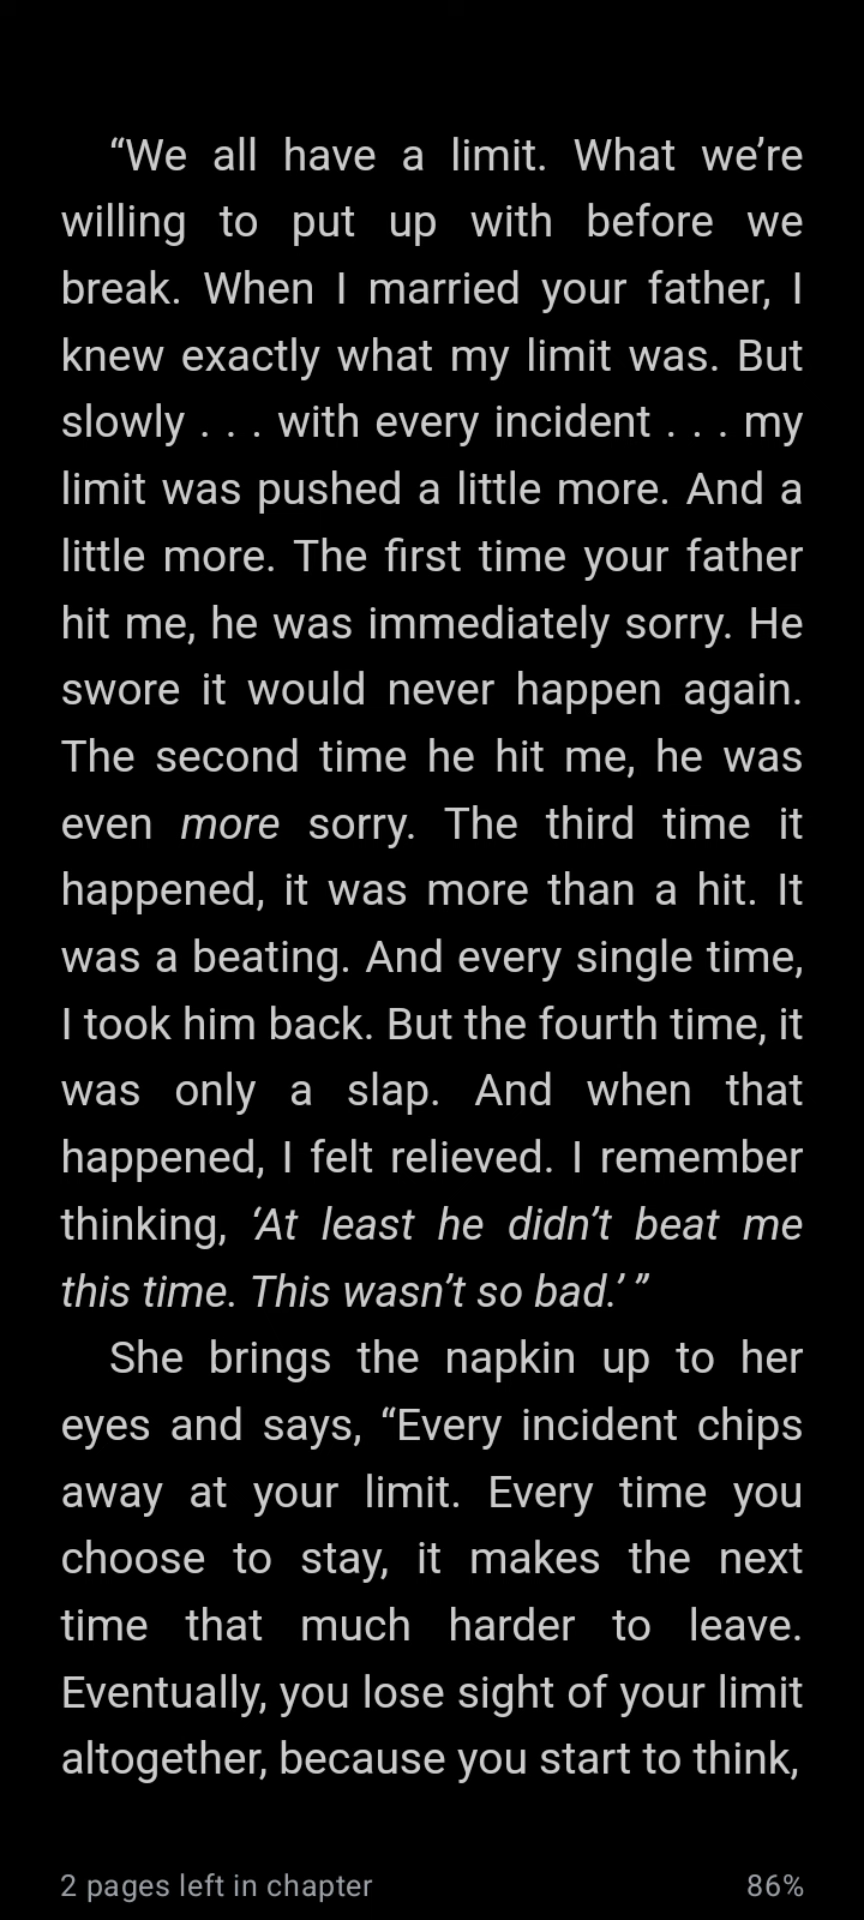 “We all have a limit. What we’re
willing to put up with before we
break. When I married your father, I
knew exactly what my limit was. But
slowly . . . with every incident . . . my
limit was pushed a little more. And a
little more. The first time your father
hit me, he was immediately sorry. He
swore it would never happen again.
The second time he hit me, he was
even more sorry. The third time it
happened, it was more than a hit. It
was a beating. And every single time,
I took him back. But the fourth time, it
was only a slap. And when that
happened, I felt relieved. I remember
thinking, ‘At least he didn’t beat me
this time. This wasn’t so bad.’ ”
She brings the napkin up to her
eyes and says, “Every incident chips
away at your limit. Every time you
choose to stay, it makes the next
time that much harder to leave.
Eventually, you lose sight of your limit
altogether, because you start to think,
2 pages left in chapter 86%